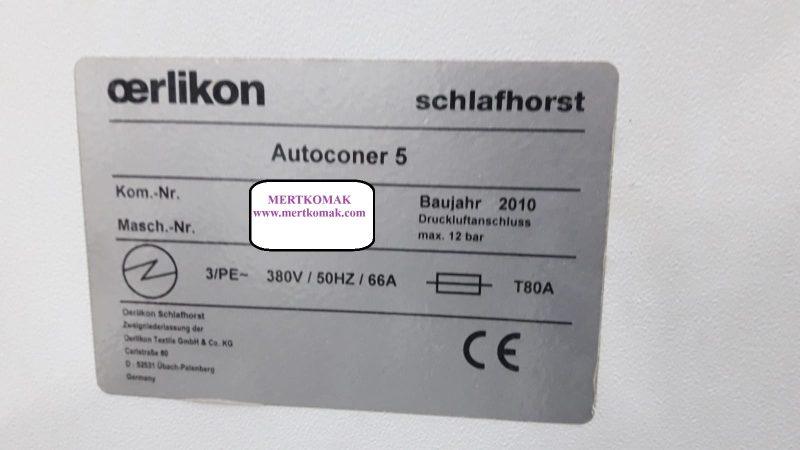 œrlikon
schlafhorst
Autoconer 5
Kom.-Nr.
MERTKOMAK
www.mertkomak.com
Masch.-Nr.
Baujahr 2010
Druckluftanschluss
max. 12 bar
3/PE~ 380V / 50HZ / 66A T80A
Oerlikon Schlafhorst
Zweigniederlassung der
Oerlikon Textile GmbH & Co. KG
Carlstraße 60
D - 52531 Übach-Palenberg
Germany
CE